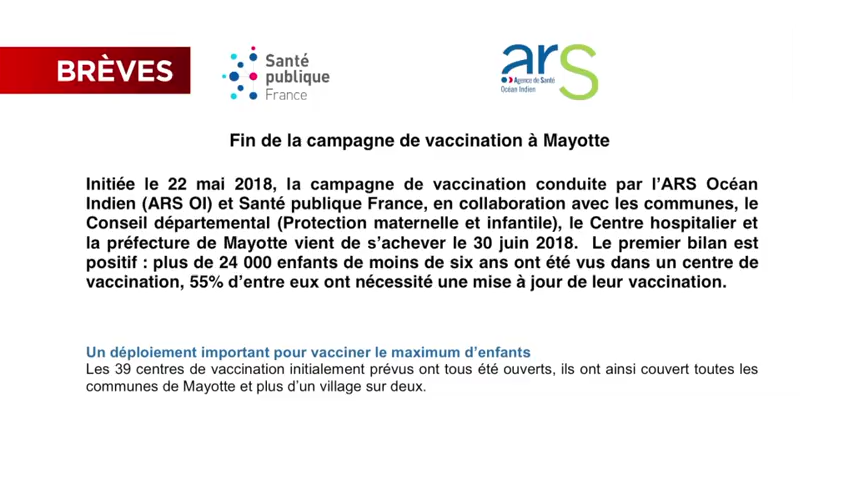 BRÈVES
Santé
publique
France
ars
Agence de Santé
Océan Indien
Fin de la campagne de vaccination à Mayotte
Initiée le 22 mai 2018, la campagne de vaccination conduite par l'ARS Océan
Indien (ARS OI) et Santé publique France, en collaboration avec les communes, le
Conseil départemental (Protection maternelle et infantile), le Centre hospitalier et
la préfecture de Mayotte vient de s'achever le 30 juin 2018. Le premier bilan est
positif : plus de 24 000 enfants de moins de six ans ont été vus dans un centre de
vaccination, 55% d'entre eux ont nécessité une mise à jour de leur vaccination.
Un déploiement important pour vacciner le maximum d'enfants
Les 39 centres de vaccination initialement prévus ont tous été ouverts, ils ont ainsi couvert toutes les
communes de Mayotte et plus d'un village sur deux.